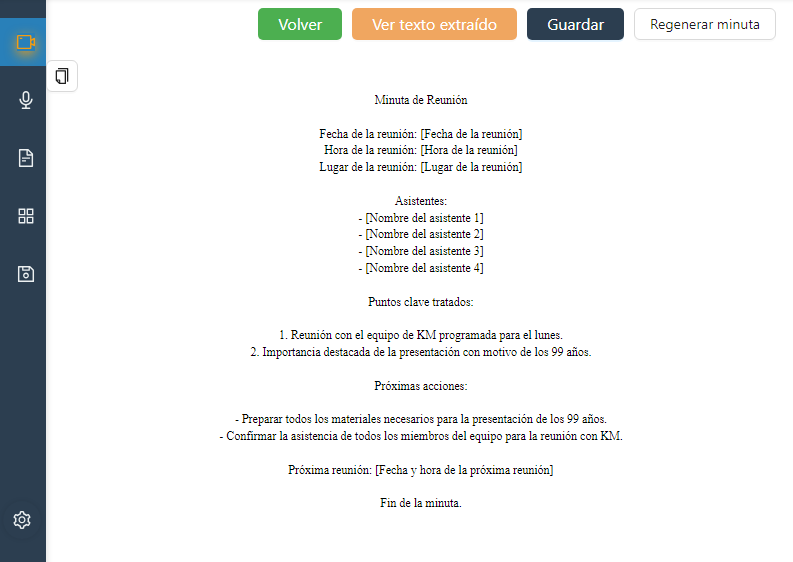 Volver
Ver texto extraído
Guardar
Regenerar minuta
Minuta de Reunión
Fecha de la reunión: [Fecha de la reunión]
Hora de la reunión: [Hora de la reunión]
Lugar de la reunión: [Lugar de la reunión]
Asistentes:
- [Nombre del asistente 1]
- [Nombre del asistente 2]
- [Nombre del asistente 3]
- [Nombre del asistente 4]
Puntos clave tratados:
1. Reunión con el equipo de KM programada para el lunes.
2. Importancia destacada de la presentación con motivo de los 99 años.
Próximas acciones:
- Preparar todos los materiales necesarios para la presentación de los 99 años.
- Confirmar la asistencia de todos los miembros del equipo para la reunión con KM.
Próxima reunión: [Fecha y hora de la próxima reunión]
Fin de la minuta.